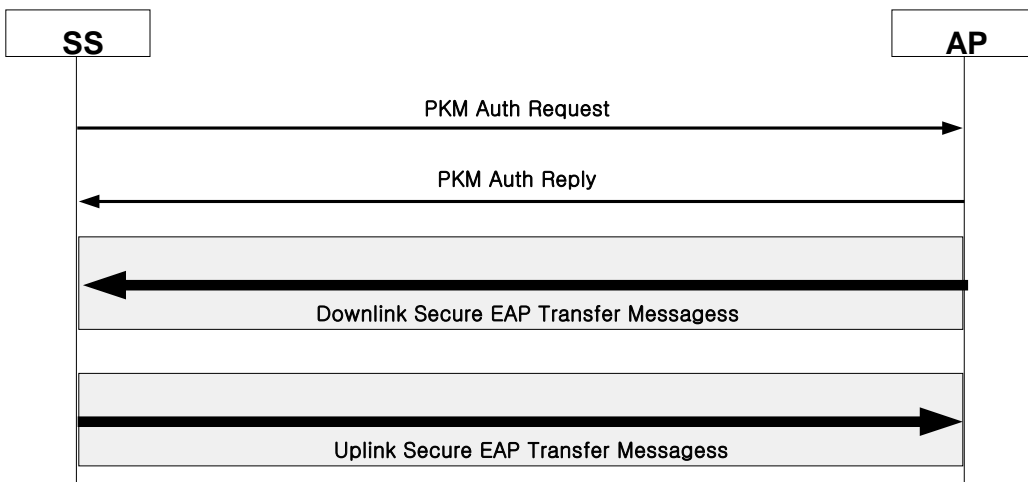 SS
AP
PKM Auth Request
PKM Auth Reply
Downlink Secure EAP Transfer Messagess
Uplink Secure EAP Transfer Messagess